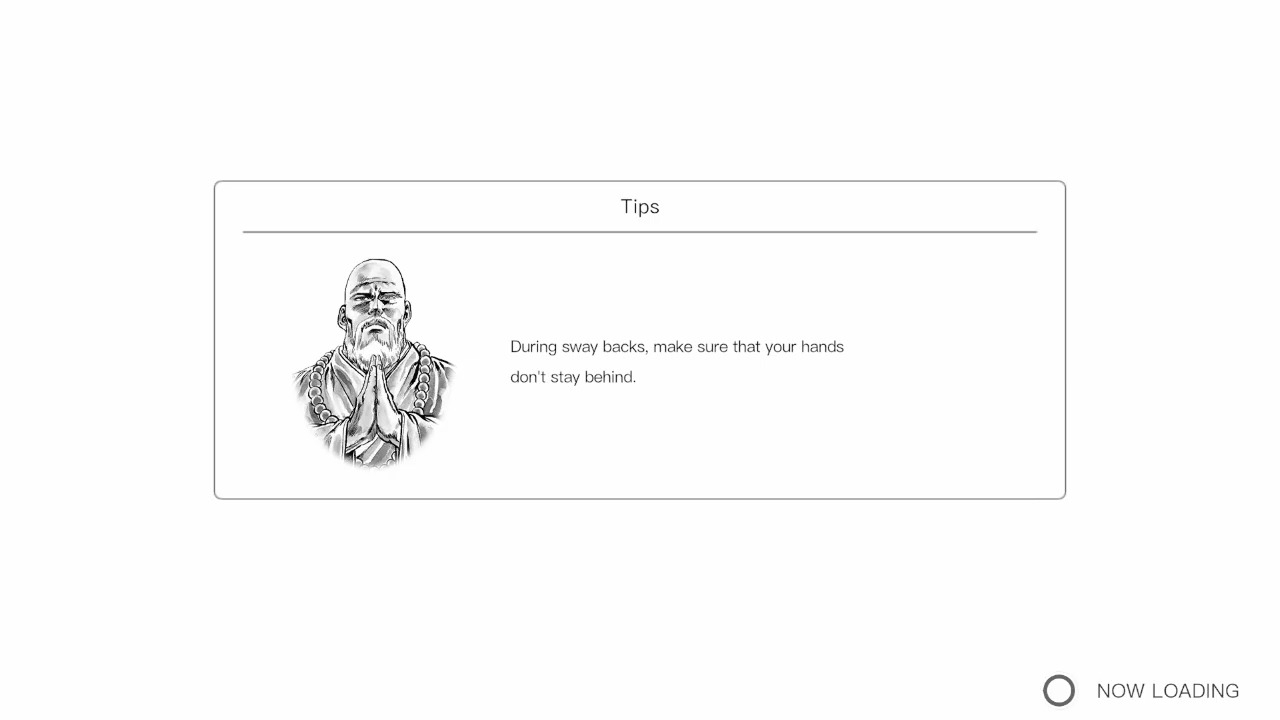 Tips
During sway backs, make sure that your hands
don't stay behind.
NOW LOADING